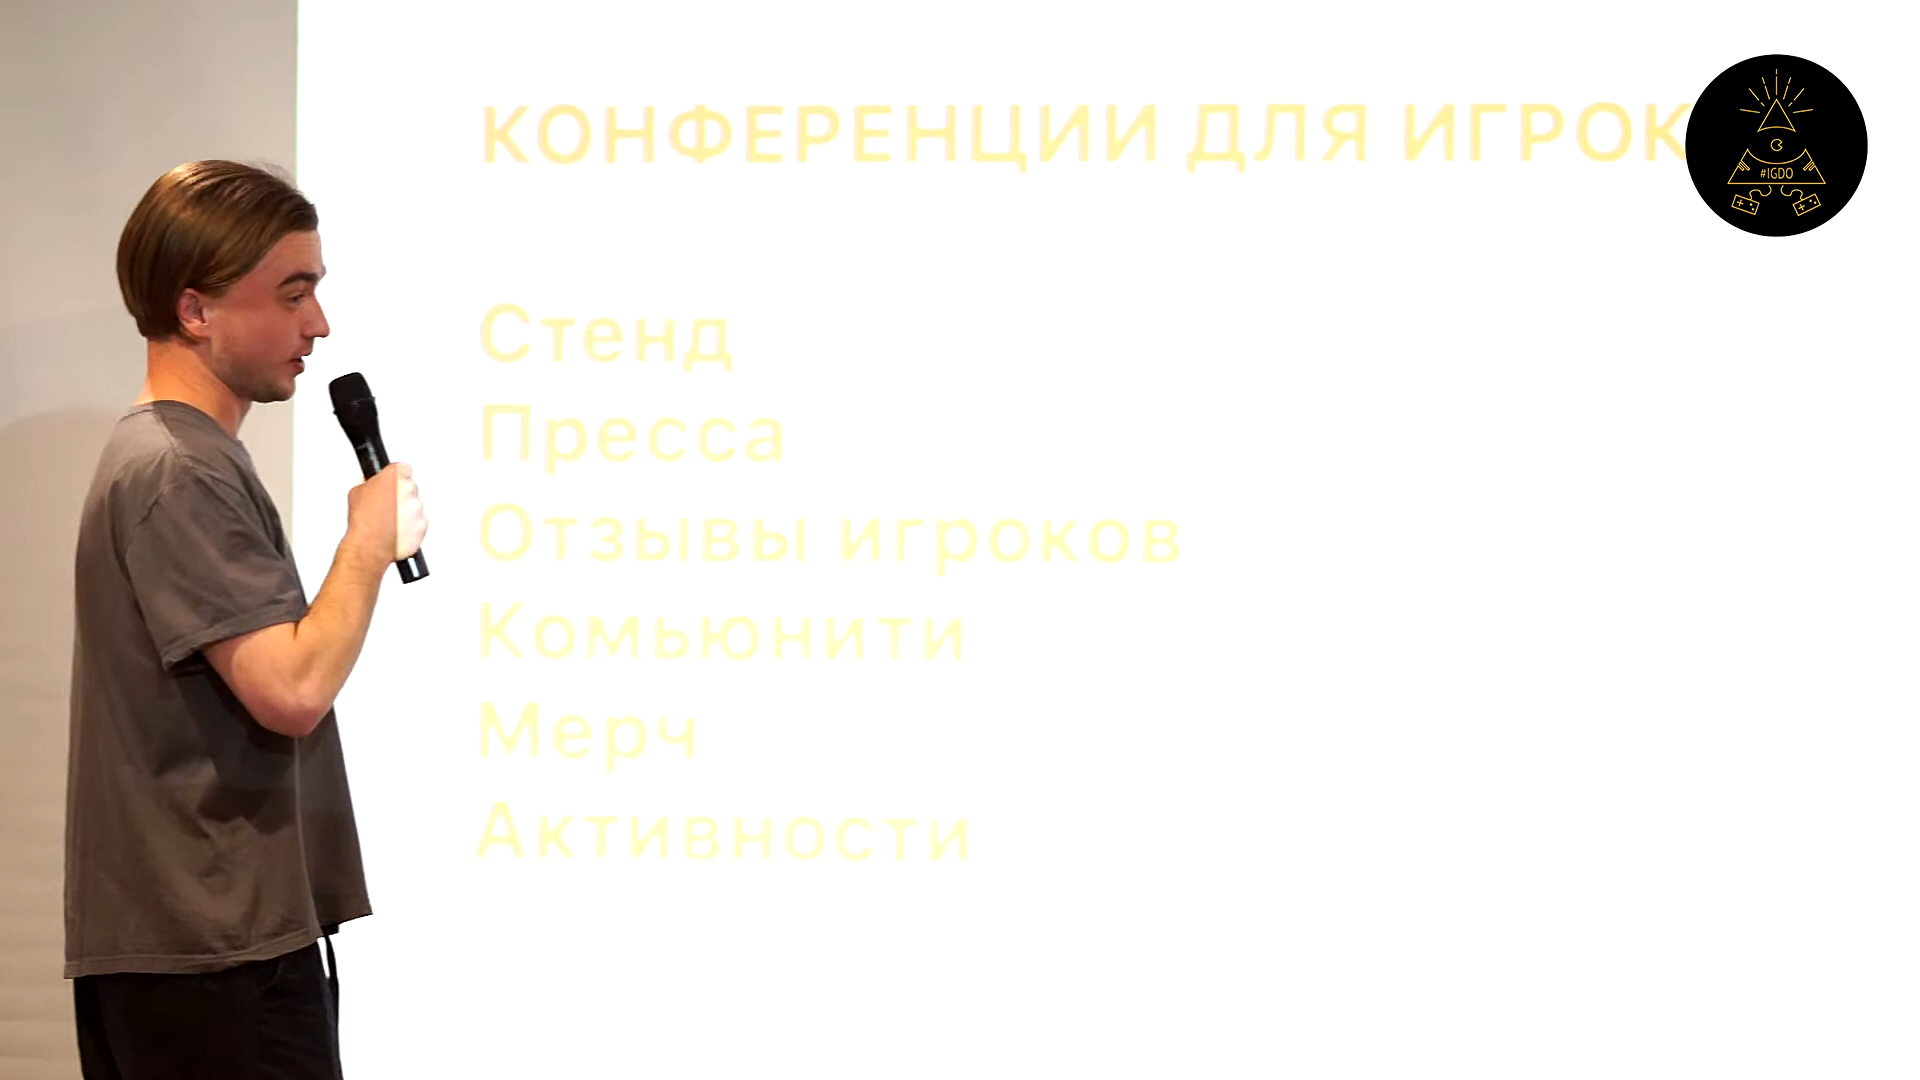 КОНФЕРЕНЦИИ ДЛЯ ИГРОК
#IGDO
Стенд
Пресса
Отзывы игроков
Комьюнити
Мерч
Активности